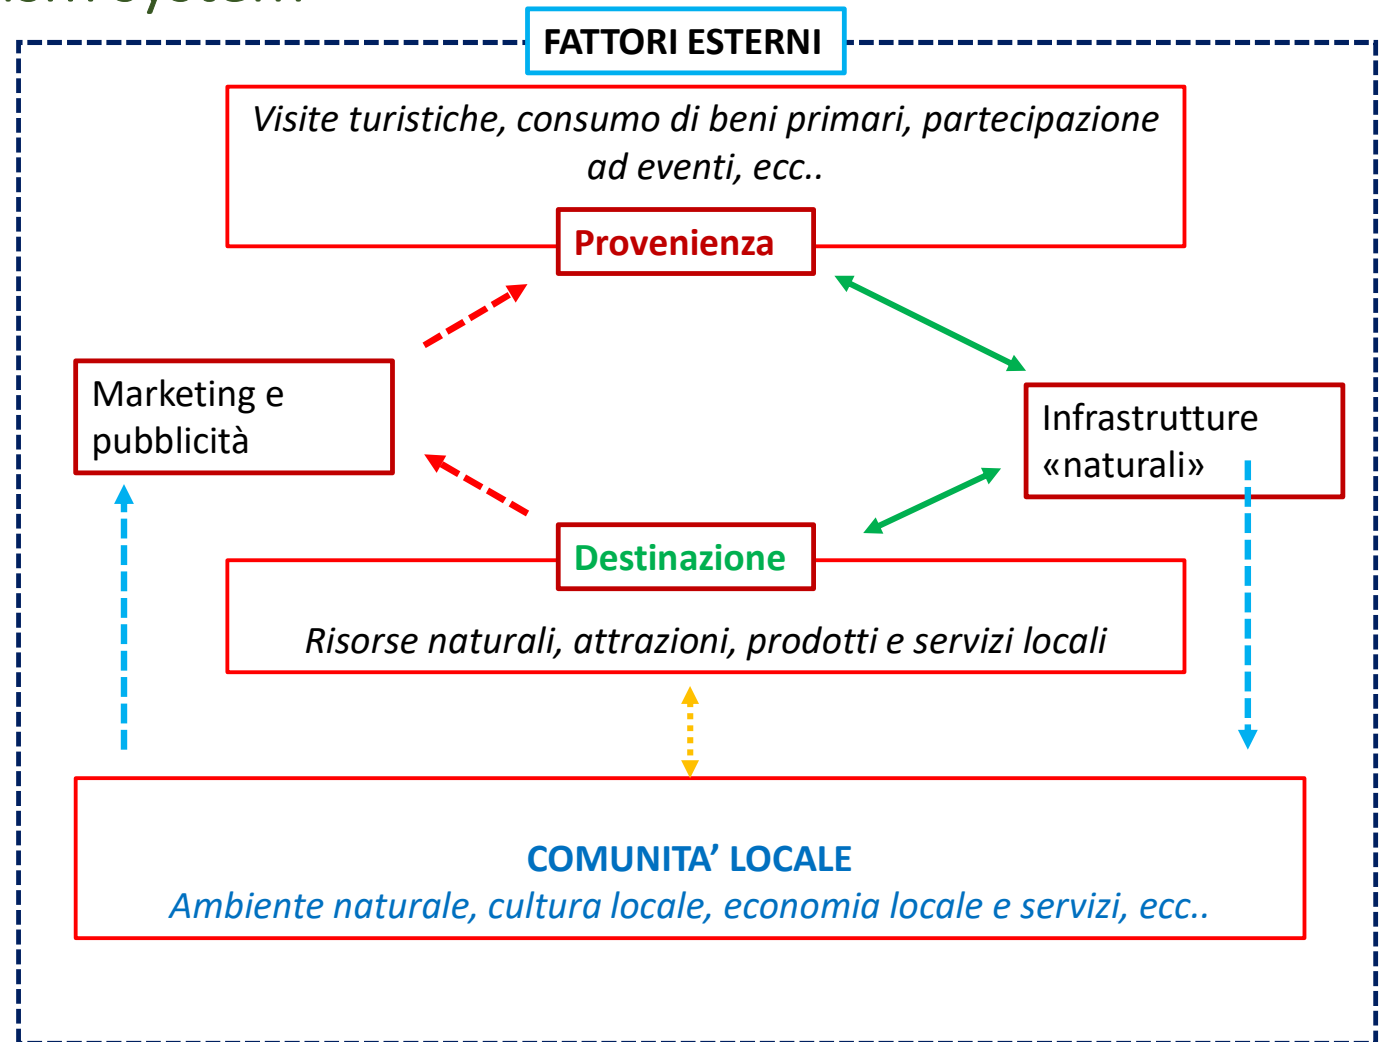 system
FATTORI ESTERNI
Visite turistiche, consumo di beni primari, partecipazione
ad eventi, ecc..
Provenienza
Marketing e
pubblicità
Infrastrutture
«naturali»
Destinazione
Risorse naturali, attrazioni, prodotti e servizi locali
COMUNITA’ LOCALE
Ambiente naturale, cultura locale, economia locale e servizi, ecc..